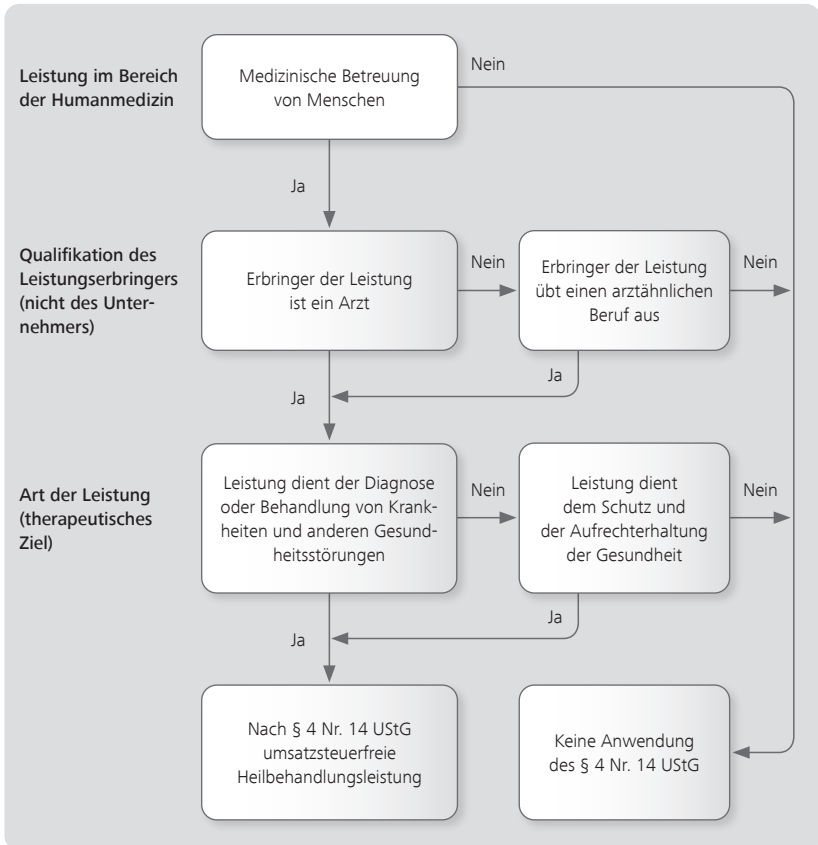 Leistung im Bereich
der Humanmedizin
Medizinische Betreuung
von Menschen
Nein
Ja
Qualifikation des
Leistungserbringers
(nicht des Unter-
nehmers)
Erbringer der Leistung
ist ein Arzt
Nein
Erbringer der Leistung
übt einen arztähnlichen
Beruf aus
Nein
Ja
Ja
Art der Leistung
(therapeutisches
Ziel)
Leistung dient der Diagnose
oder Behandlung von Krank-
heiten und anderen Gesund-
heitsstörungen
Nein
Leistung dient
dem Schutz und
der Aufrechterhaltung
der Gesundheit
Nein
Ja
Ja
Nach § 4 Nr. 14 UStG
umsatzsteuerfreie
Heilbehandlungsleistung
Keine Anwendung
des § 4 Nr. 14 UStG